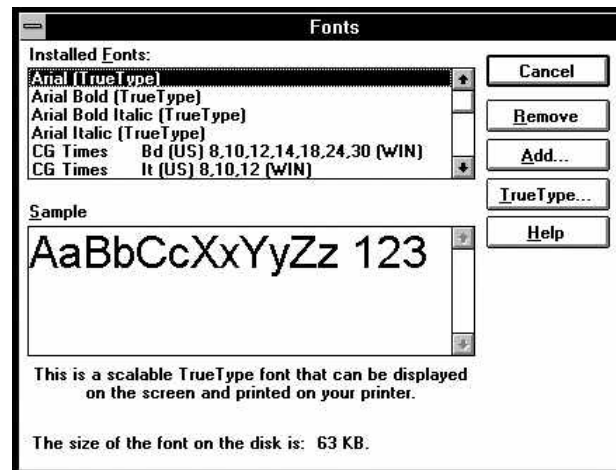 Fonts
Installed Fonts:
Arial (TrueType)
Arial Bold (TrueType)
Arial Bold Italic (TrueType)
Arial Italic (TrueType)
CG Times Bd (US) 8,10,12,14,18,24,30 (WIN)
CG Times It (US) 8,10,12 (WIN)
Cancel
Remove
Add...
TrueType...
Help
Sample
AaBbCcXxYyZz 123
This is a scalable TrueType font that can be displayed
on the screen and printed on your printer.
The size of the font on the disk is: 63 KB.